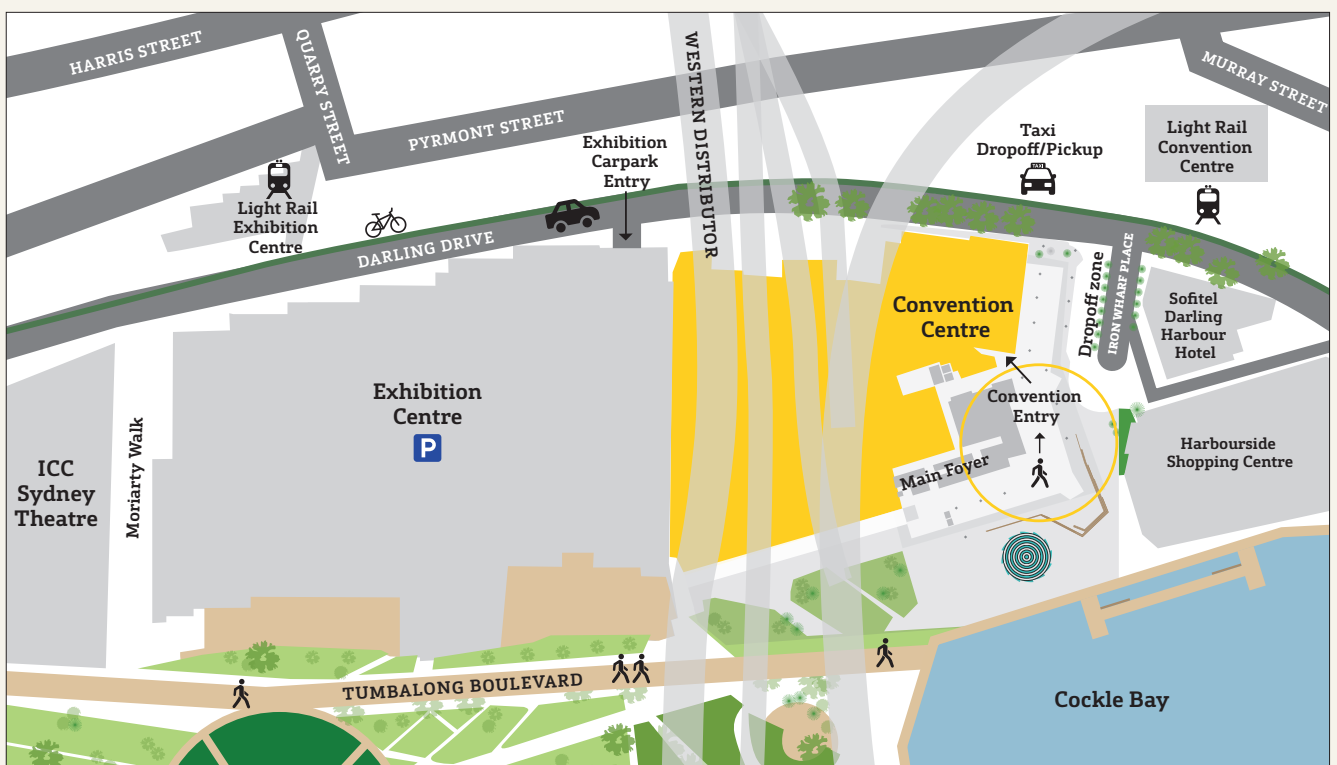 HARRIS STREET
QUARRY STREET
PYRMONT STREET
WESTERN DISTRIBUTOR
MURRAY STREET
Exhibition
Carpark
Entry
Taxi
Dropoff/Pickup
TAXI
Light Rail
Convention
Centre
Light Rail
Exhibition
Centre
DARLING DRIVE
Dropoff zone
IRON WHARF PLACE
Sofitel
Darling
Harbour
Hotel
Convention
Centre
Exhibition
Centre
P
Convention
Entry
Main Foyer
Harbourside
Shopping Centre
ICC
Sydney
Theatre
Moriarty Walk
TUMBALONG BOULEVARD
Cockle Bay